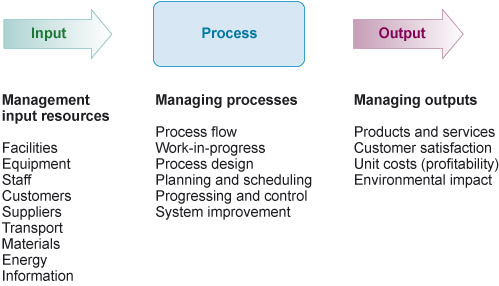 Input
Process
Output
Management
input resources
Facilities
Equipment
Staff
Customers
Suppliers
Transport
Materials
Energy
Information
Managing processes
Process flow
Work-in-progress
Process design
Planning and scheduling
Progressing and control
System improvement
Managing outputs
Products and services
Customer satisfaction
Unit costs (profitability)
Environmental impact